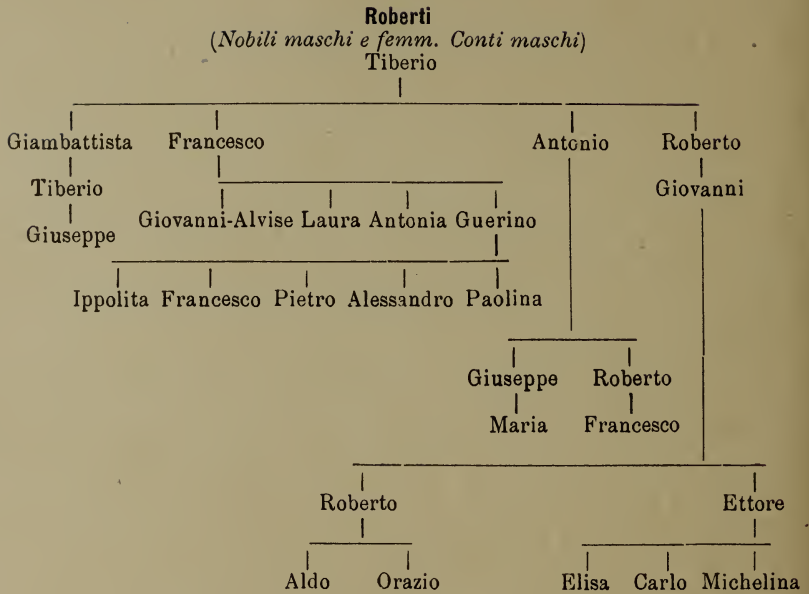 Roberti
(Nobili maschi e femm. Conti maschi)
Tiberio
Giambattista Francesco Antonio Roberto
Tiberio Giovanni
Giovanni-Alvise Laura Antonia Guerino
Giuseppe
Ippolita Francesco Pietro Alessandro Paolina
Giuseppe Roberto
Maria Francesco
Roberto Ettore
Aldo Orazio Elisa Carlo Michelina